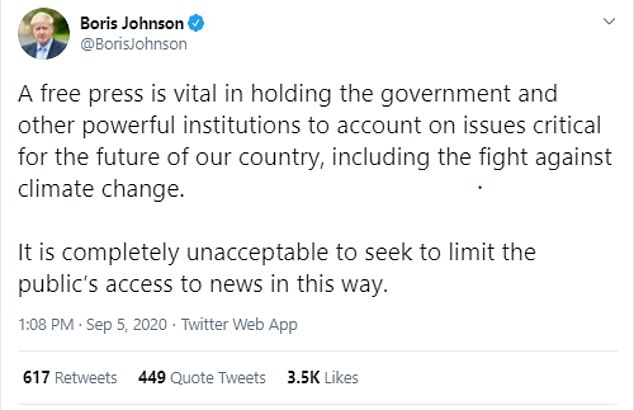 Boris Johnson
@BorisJohnson
A free press is vital in holding the government and
other powerful institutions to account on issues critical
for the future of our country, including the fight against
climate change.
It is completely unacceptable to seek to limit the
public's access to news in this way.
1:08 PM · Sep 5, 2020 · Twitter Web App
617 Retweets 449 Quote Tweets 3.5K Likes